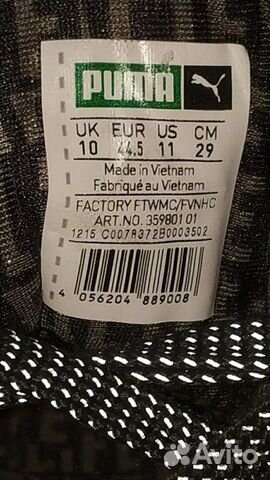 PUMA
UK EUR US CM
10 44.5 11 29
Made in Vietnam
Fabriqué au Vietnam
FACTORY FTWMC/FVNHC
ART.NO. 359801 01
1215 C0078372B0003502
4 056204 889008
Avito